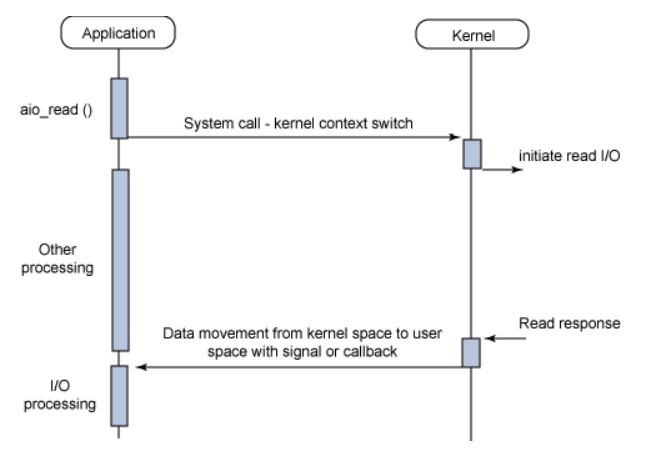 Application
Kernel
aio_read ()
System call - kernel context switch
initiate read I/O
Other
processing
Read response
Data movement from kernel space to user
space with signal or callback
I/O
processing